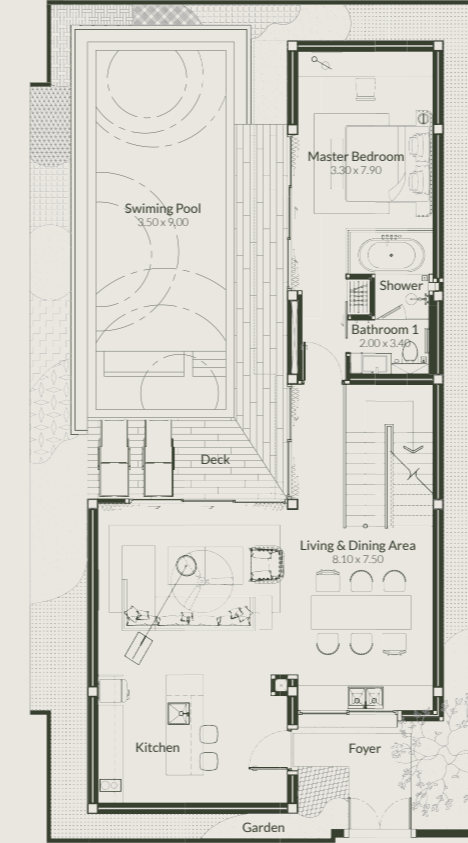 Master Bedroom
3.30 x 7.90
Swiming Pool
3.50 x 9.00
Shower
Bathroom 1
2.00 x 3.40
Deck
Living & Dining Area
8.10 x 7.50
Kitchen
Foyer
Garden